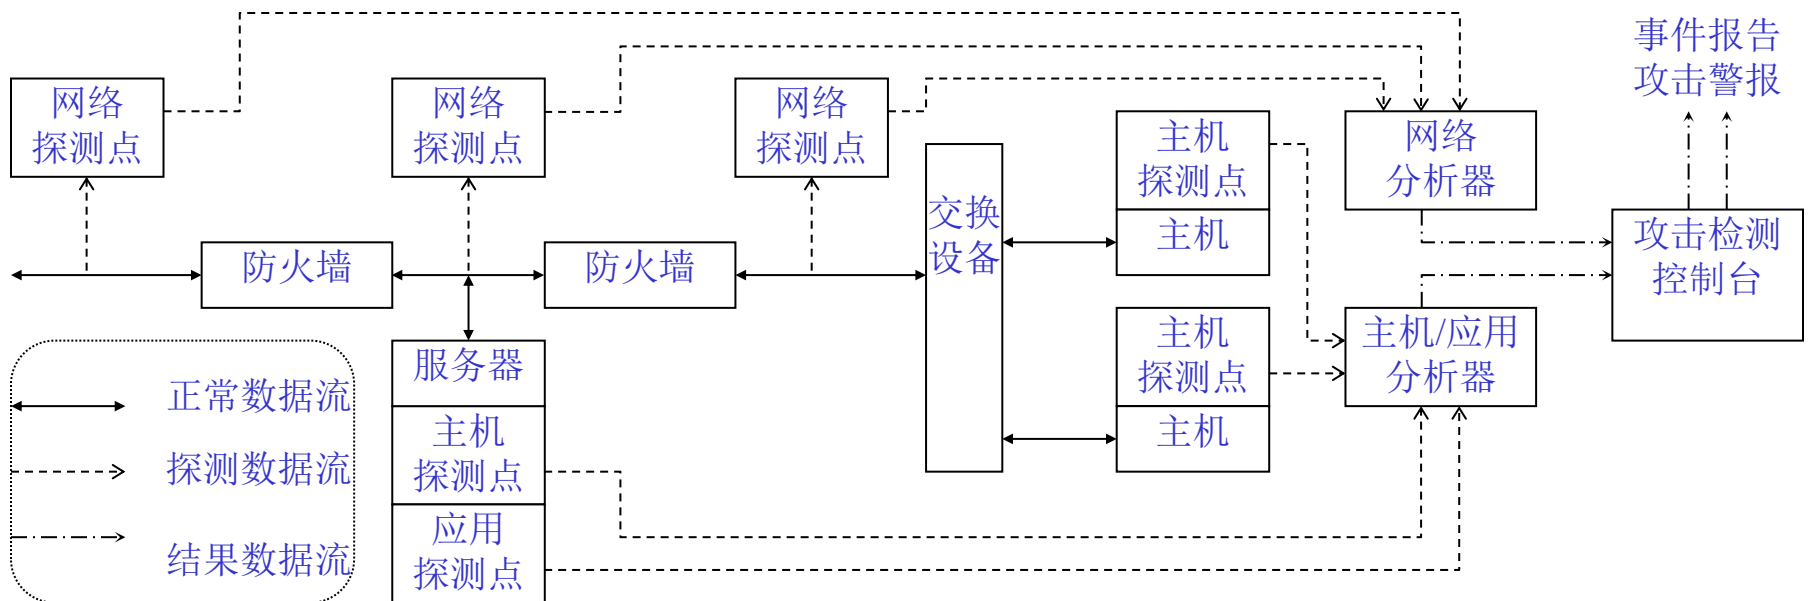 事件报告
攻击警报
网络
探测点
网络
探测点
网络
探测点
主机
探测点
主机
网络
分析器
交换
设备
防火墙
防火墙
攻击检测
控制台
服务器
主机
探测点
应用
探测点
主机
探测点
主机
主机/应用
分析器
正常数据流
探测数据流
结果数据流